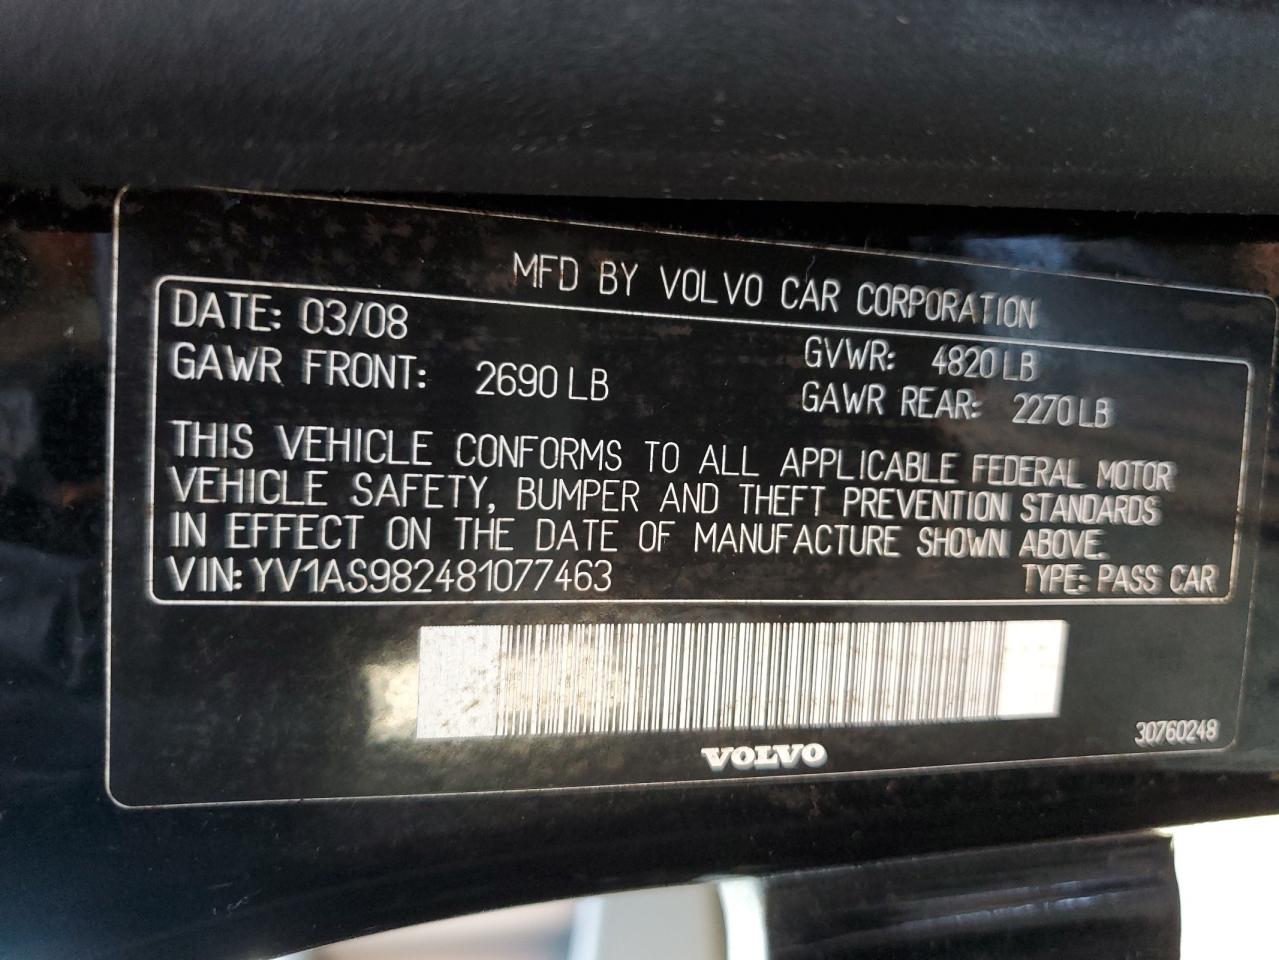 MFD BY VOLVO CAR CORPORATION
DATE: 03/08
GVWR: 4820 LB
GAWR FRONT: 2690 LB
GAWR REAR: 2270 LB
THIS VEHICLE CONFORMS TO ALL APPLICABLE FEDERAL MOTOR
VEHICLE SAFETY, BUMPER AND THEFT PREVENTION STANDARDS
IN EFFECT ON THE DATE OF MANUFACTURE SHOWN ABOVE.
VIN: YV1AS982481077463
TYPE: PASS CAR
30760248
VOLVO